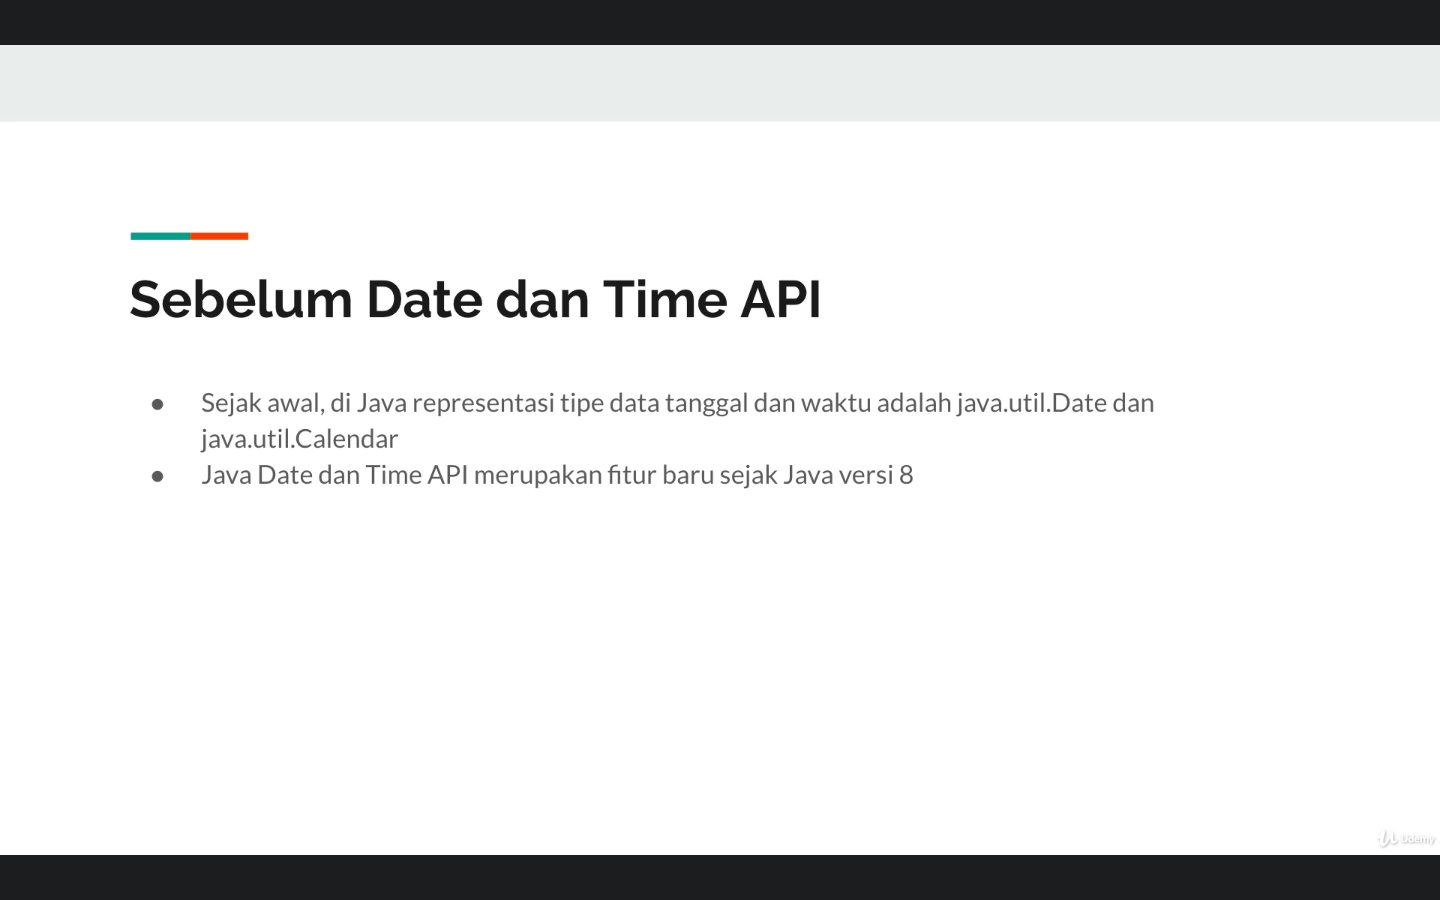 Sebelum Date dan Time API
● Sejak awal, di Java representasi tipe data tanggal dan waktu adalah java.util.Date dan
java.util.Calendar
● Java Date dan Time API merupakan fitur baru sejak Java versi 8
Udemy